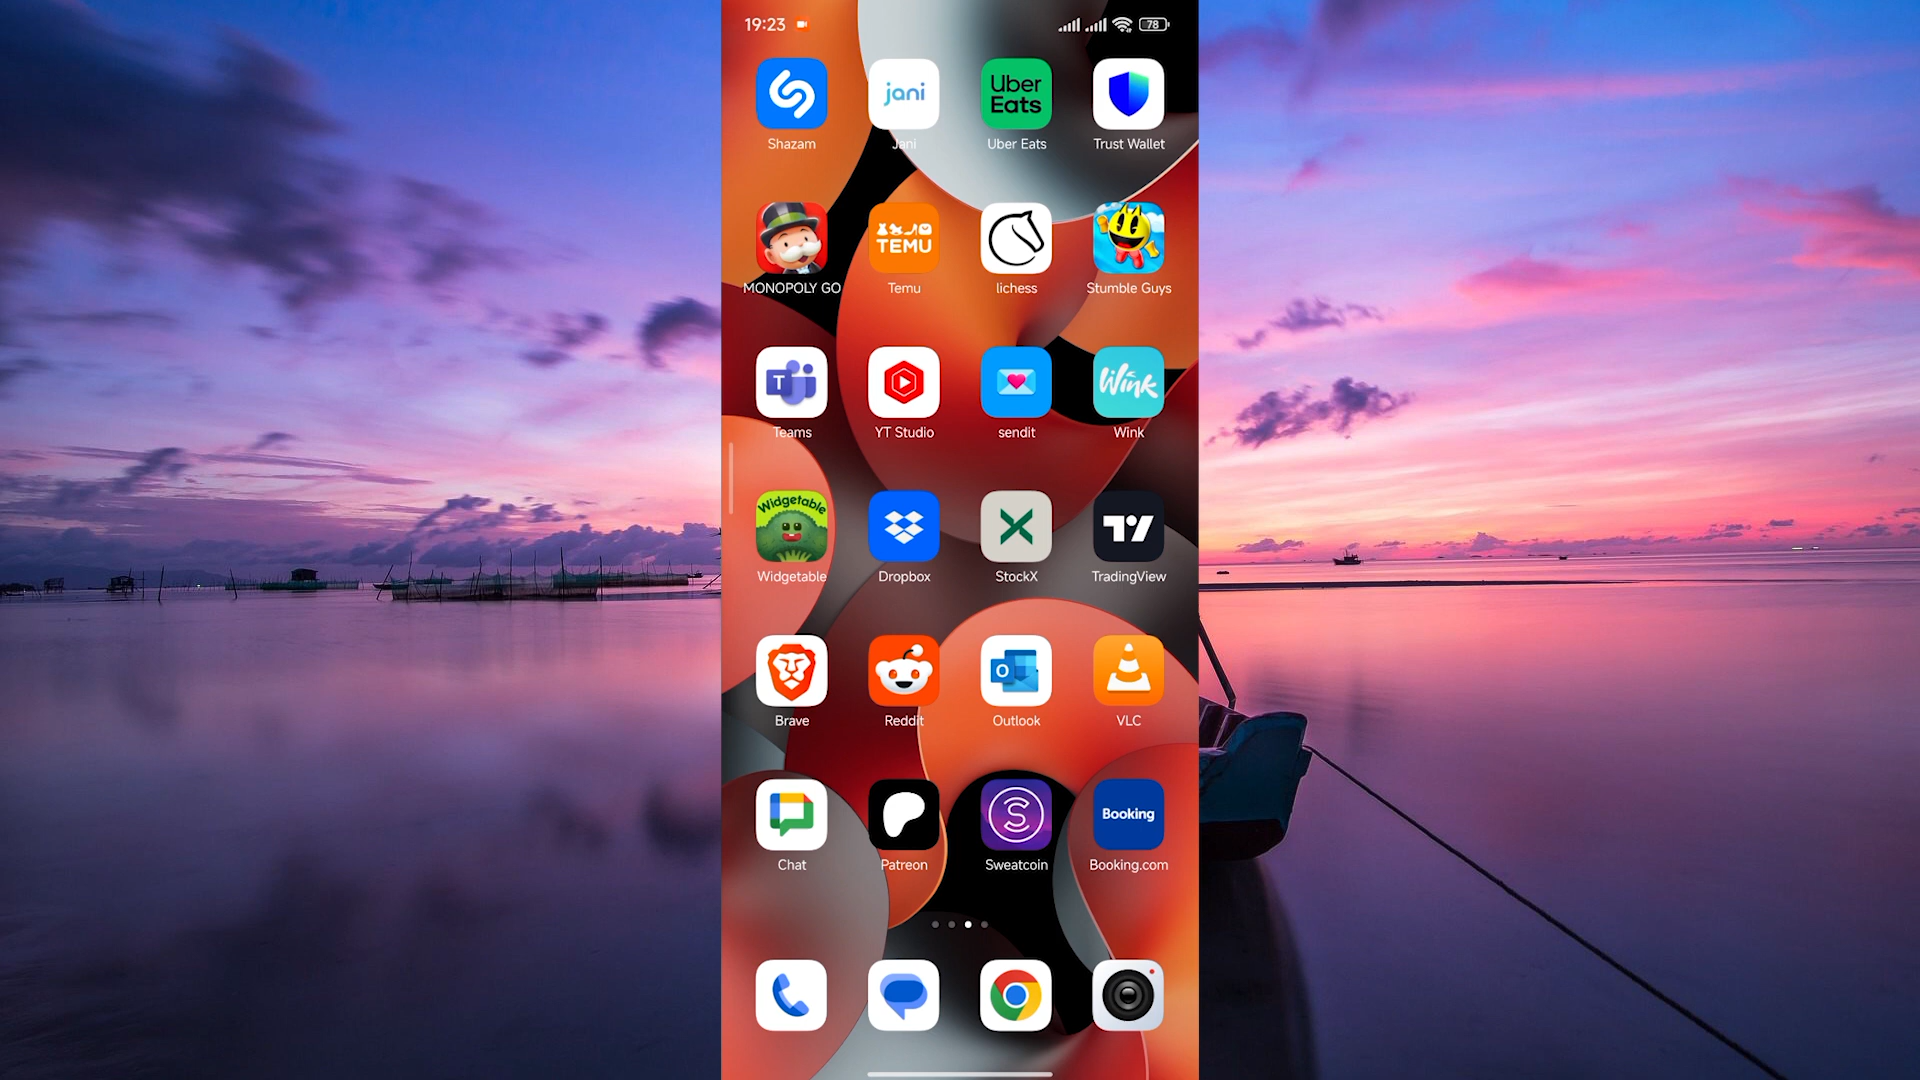 19:23
78
jani
Uber
Eats
Shazam
Jani
Uber Eats
Trust Wallet
TEMU
MONOPOLY GO
Temu
lichess
Stumble Guys
T
Wink
Teams
YT Studio
sendit
Wink
Widgetable
Widgetable
Dropbox
StockX
TradingView
O
Brave
Reddit
Outlook
VLC
Booking
Chat
Patreon
Sweatcoin
Booking.com